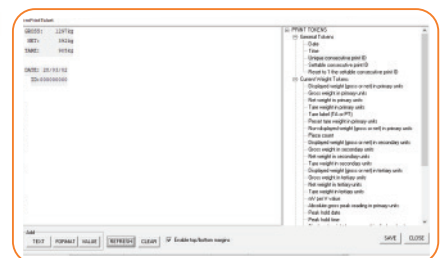 GROSS: 1197kg
NET: 592kg
TARE: 605kg
DATE: 28/03/02
ID:000000000
PRINT TOKENS
General Tokens
Date
Time
Unique consecutive print ID
Settable consecutive print ID
Reset to 1 the settable consecutive print ID
Current Weight Tokens
Displayed weight (gross or net) in primary units
Gross weight in primary units
Net weight in primary units
Tare weight in primary units
Tare label (TA or PT)
Preset tare weight in primary units
Non-displayed weight (gross or net) in primary units
Piece count
Displayed weight (gross or net) in secondary units
Gross weight in secondary units
Net weight in secondary units
Tare weight in secondary units
Displayed weight (gross or net) in tertiary units
Gross weight in tertiary units
Net weight in tertiary units
Tare weight in tertiary units
mV per V value
Absolute gross peak reading in primary units
Peak hold date
Peak hold time
Add
TEXT FORMAT VALUE REFRESH CLEAR Enable top/bottom margins SAVE CLOSE